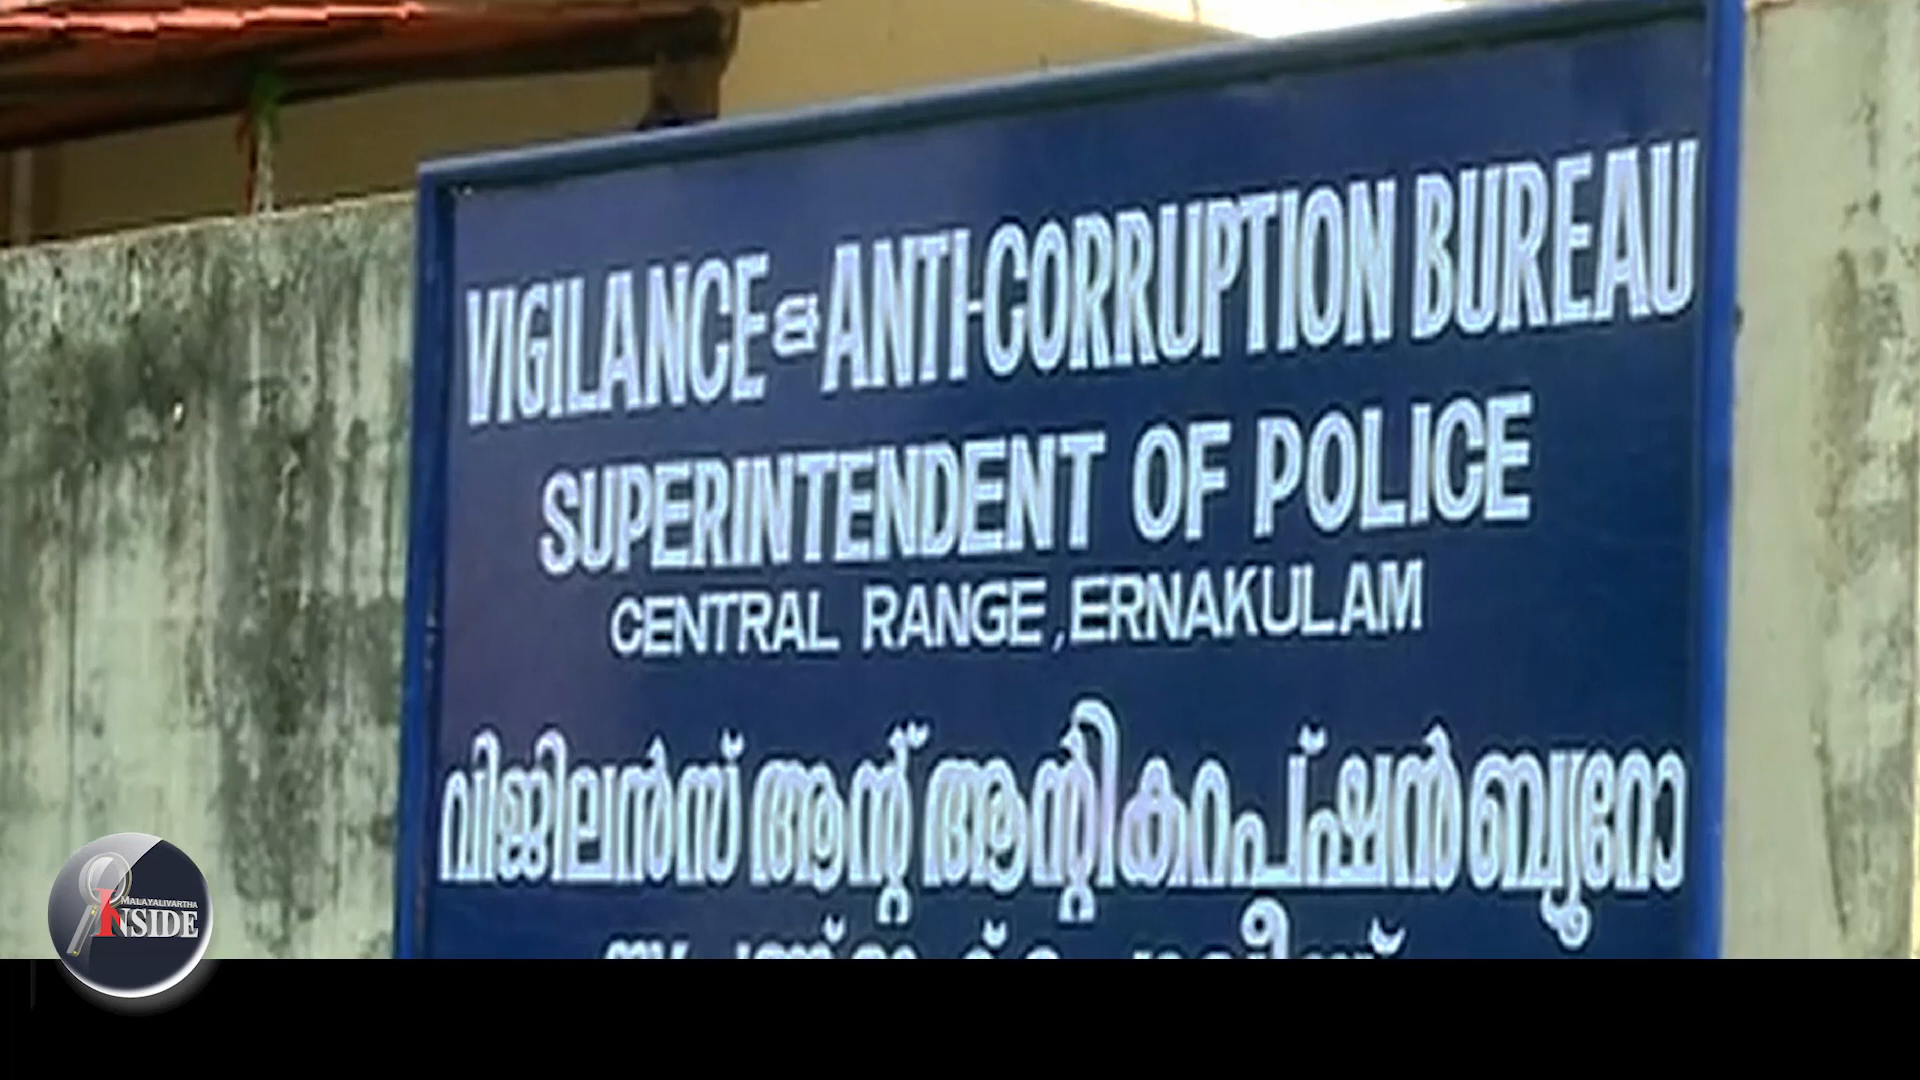 VIGILANCE & ANTI-CORRUPTION BUREAU
SUPERINTENDENT OF POLICE
CENTRAL RANGE, ERNAKULAM
വിജിലൻസ് ആന്റ് ആന്റികറപ്ഷൻ ബ്യൂറോ
MALAYALIVARTHA
INSIDE